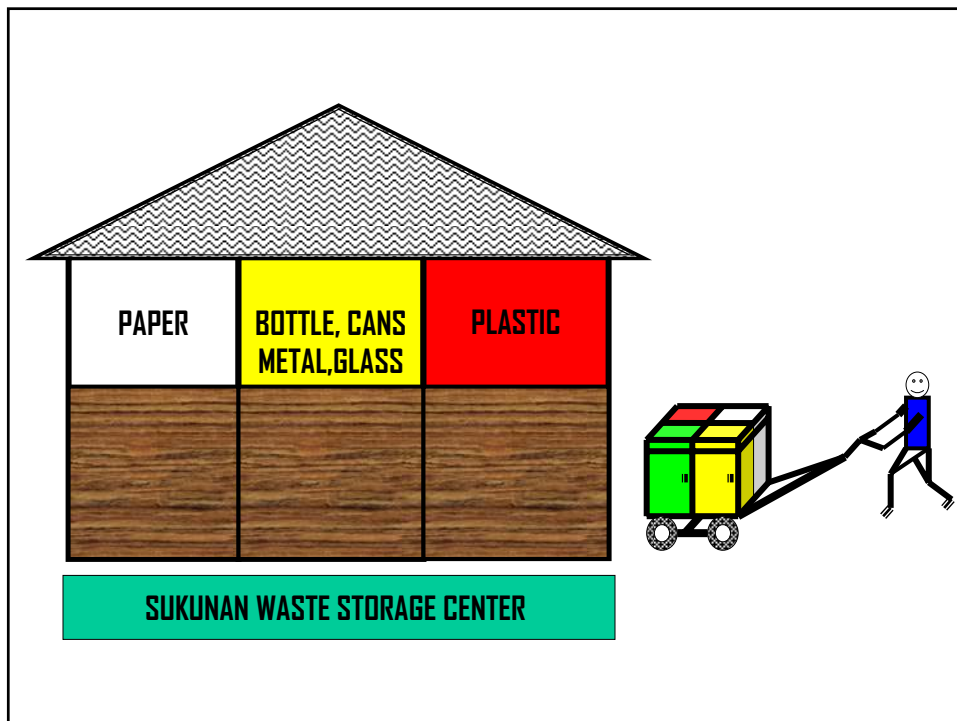 PAPER
BOTTLE, CANS
METAL,GLASS
PLASTIC
SUKUNAN WASTE STORAGE CENTER